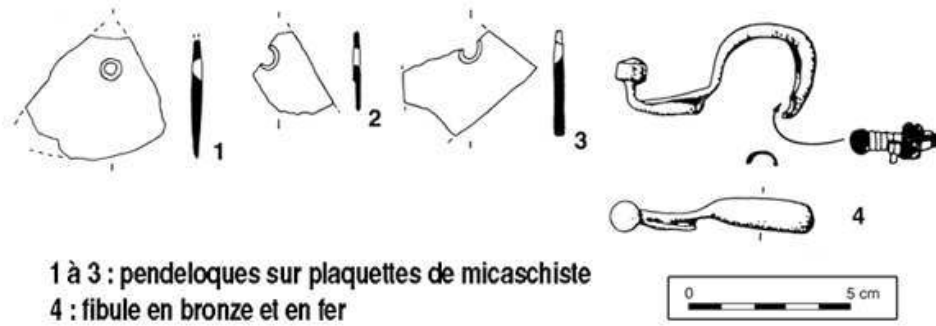 1
2
3
4
1 à 3 : pendeloques sur plaquettes de micaschiste
4 : fibule en bronze et en fer
0 5 cm